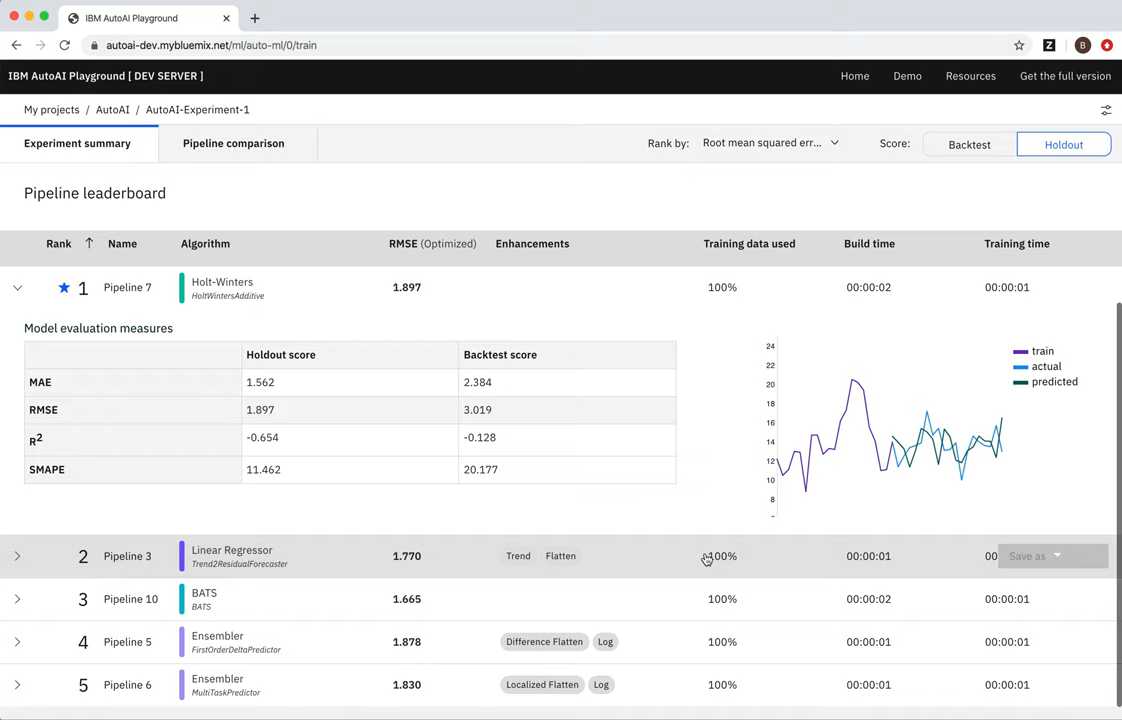 IBM AutoAI Playground
autoai-dev.mybluemix.net/ml/auto-ml/0/train
Z
B
IBM AutoAI Playground [ DEV SERVER ]
Home Demo Resources Get the full version
My projects / AutoAI / AutoAI-Experiment-1
Experiment summary Pipeline comparison Rank by: Root mean squared err... Score: Backtest Holdout
Pipeline leaderboard
Rank Name Algorithm RMSE (Optimized) Enhancements Training data used Build time Training time
1 Pipeline 7 Holt-Winters 1.897 100% 00:00:02 00:00:01
HoltWintersAdditive
Model evaluation measures
Holdout score Backtest score
MAE 1.562 2.384
RMSE 1.897 3.019
R2 -0.654 -0.128
SMAPE 11.462 20.177
24
22
20
18
16
14
12
10
8
train
actual
predicted
2 Pipeline 3 Linear Regressor 1.770 Trend Flatten 100% 00:00:01 00 Save as
Trend2ResidualForecaster
3 Pipeline 10 BATS 1.665 100% 00:00:02 00:00:01
BATS
4 Pipeline 5 Ensembler 1.878 Difference Flatten Log 100% 00:00:01 00:00:01
FirstOrderDeltaPredictor
5 Pipeline 6 Ensembler 1.830 Localized Flatten Log 100% 00:00:01 00:00:01
MultiTaskPredictor